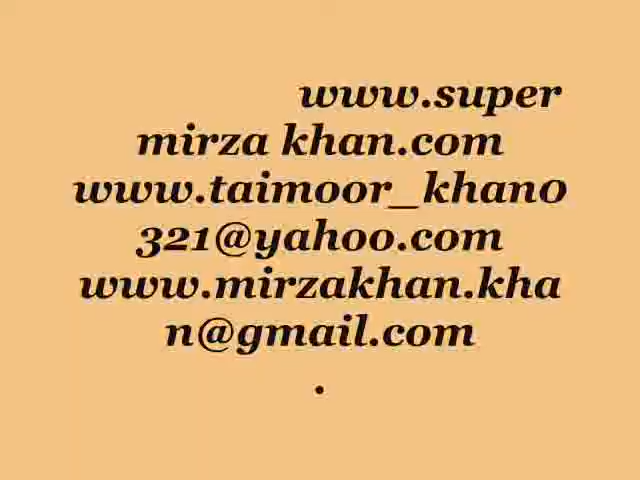 www.super
mirza khan.com
www.taimoor_khan0
321@yahoo.com
www.mirzakhan.kha
n@gmail.com
.